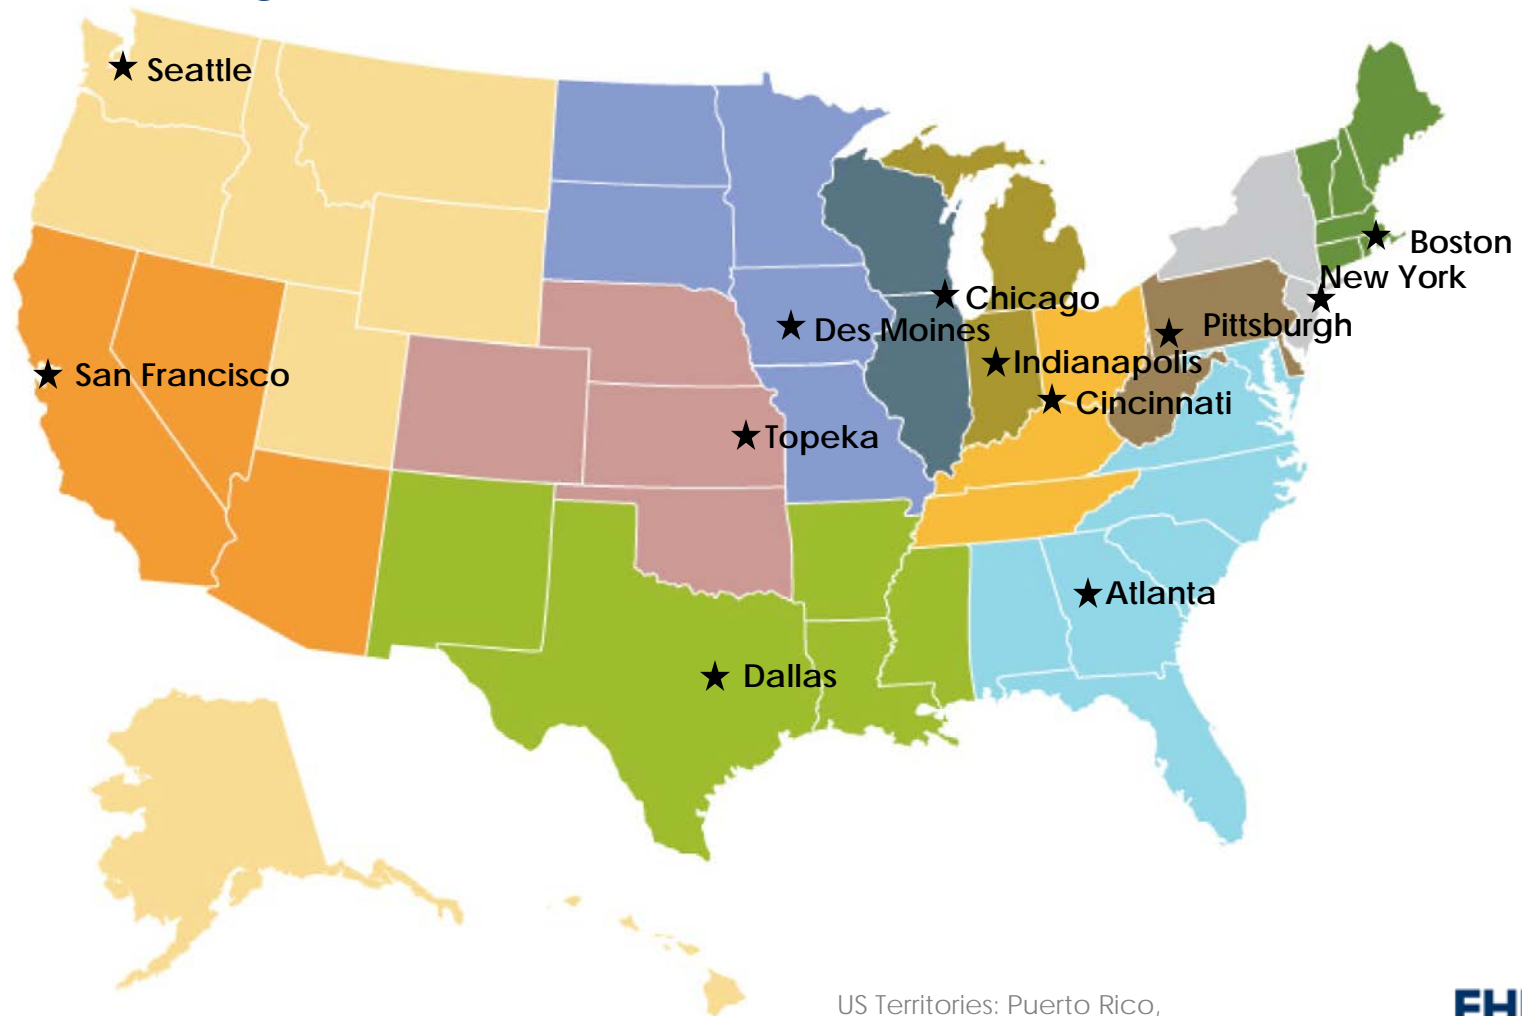 Seattle
Boston
New York
Chicago
Pittsburgh
Des Moines
Indianapolis
San Francisco
Cincinnati
Topeka
Atlanta
Dallas
US Territories: Puerto Rico,